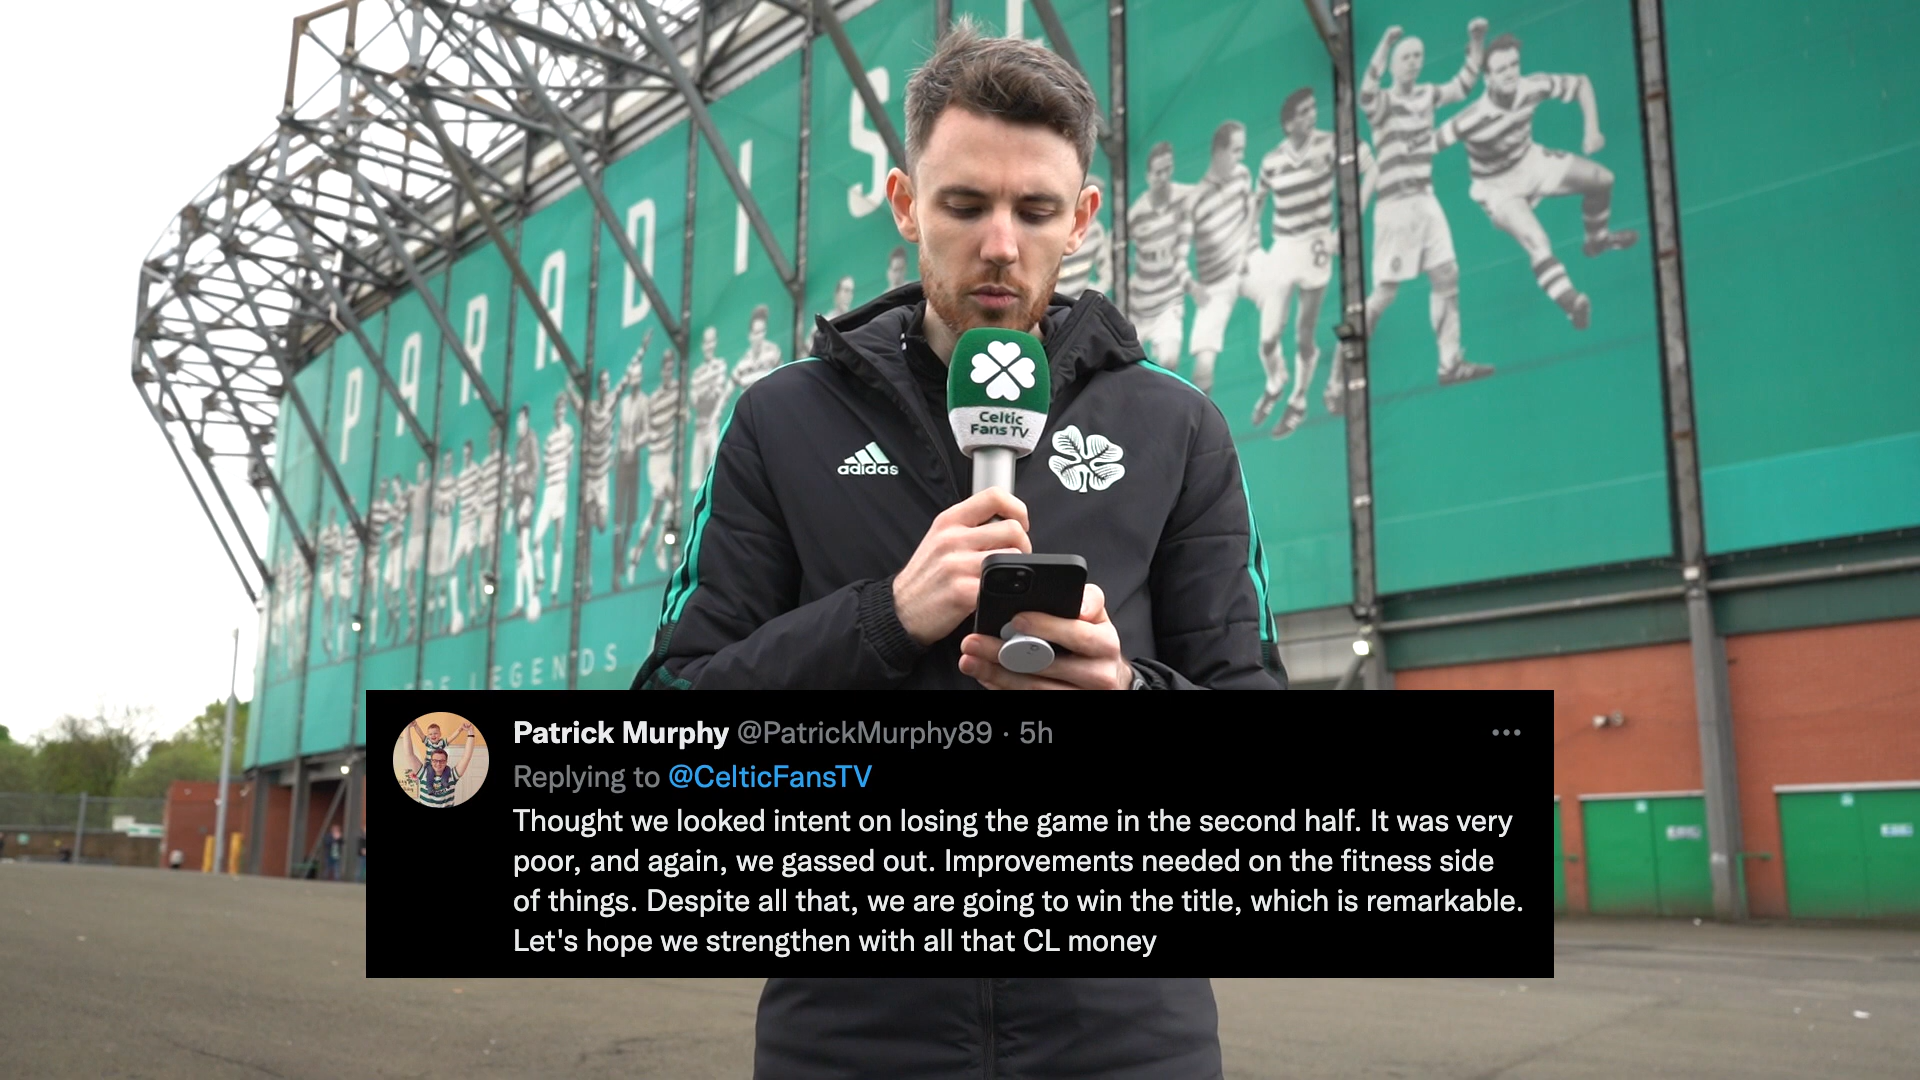 PARADIS
LEGENDS
adidas
Celtic
Fans TV
Patrick Murphy @PatrickMurphy89 · 5h
Replying to @CelticFansTV
Thought we looked intent on losing the game in the second half. It was very
poor, and again, we gassed out. Improvements needed on the fitness side
of things. Despite all that, we are going to win the title, which is remarkable.
Let's hope we strengthen with all that CL money